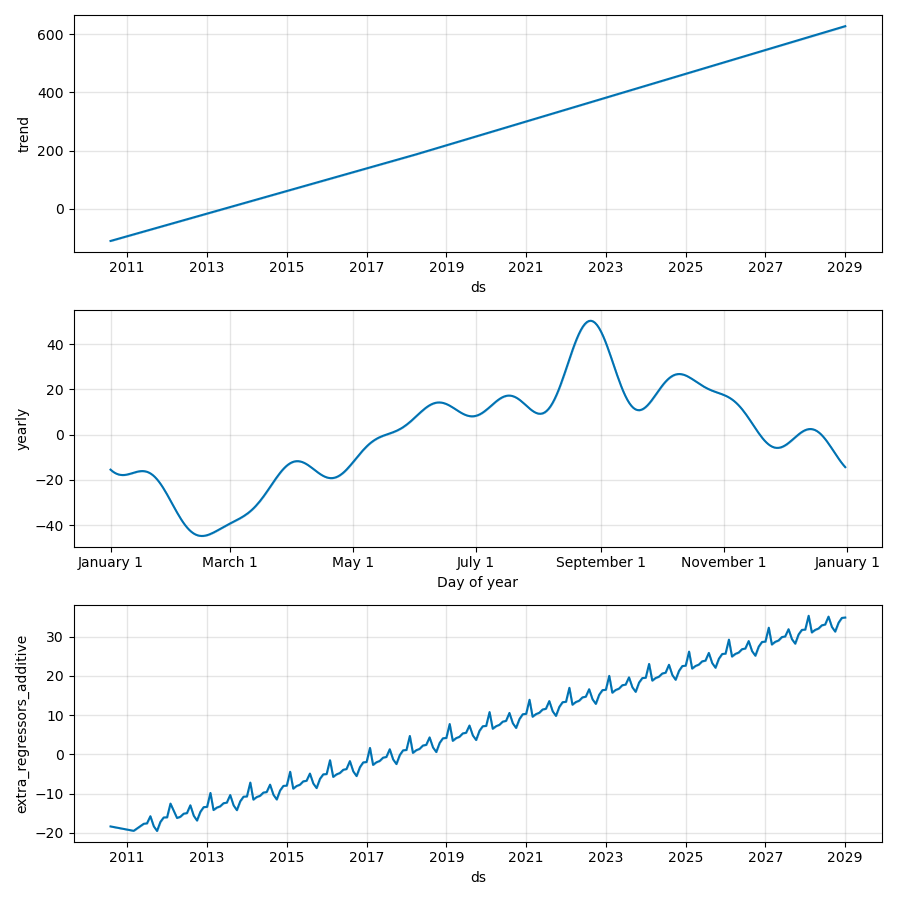 trend
600
400
200
0
2011 2013 2015 2017 2019 2021 2023 2025 2027 2029
ds
yearly
40
20
0
−20
−40
January 1 March 1 May 1 July 1 September 1 November 1 January 1
Day of year
extra_regressors_additive
30
20
10
0
−10
−20
2011 2013 2015 2017 2019 2021 2023 2025 2027 2029
ds